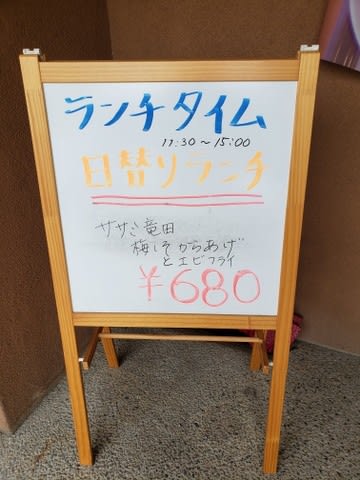 ランチタイム
11:30～15:00
日替りランチ
ササミ竜田
梅しそからあげ
とエビフライ
¥680